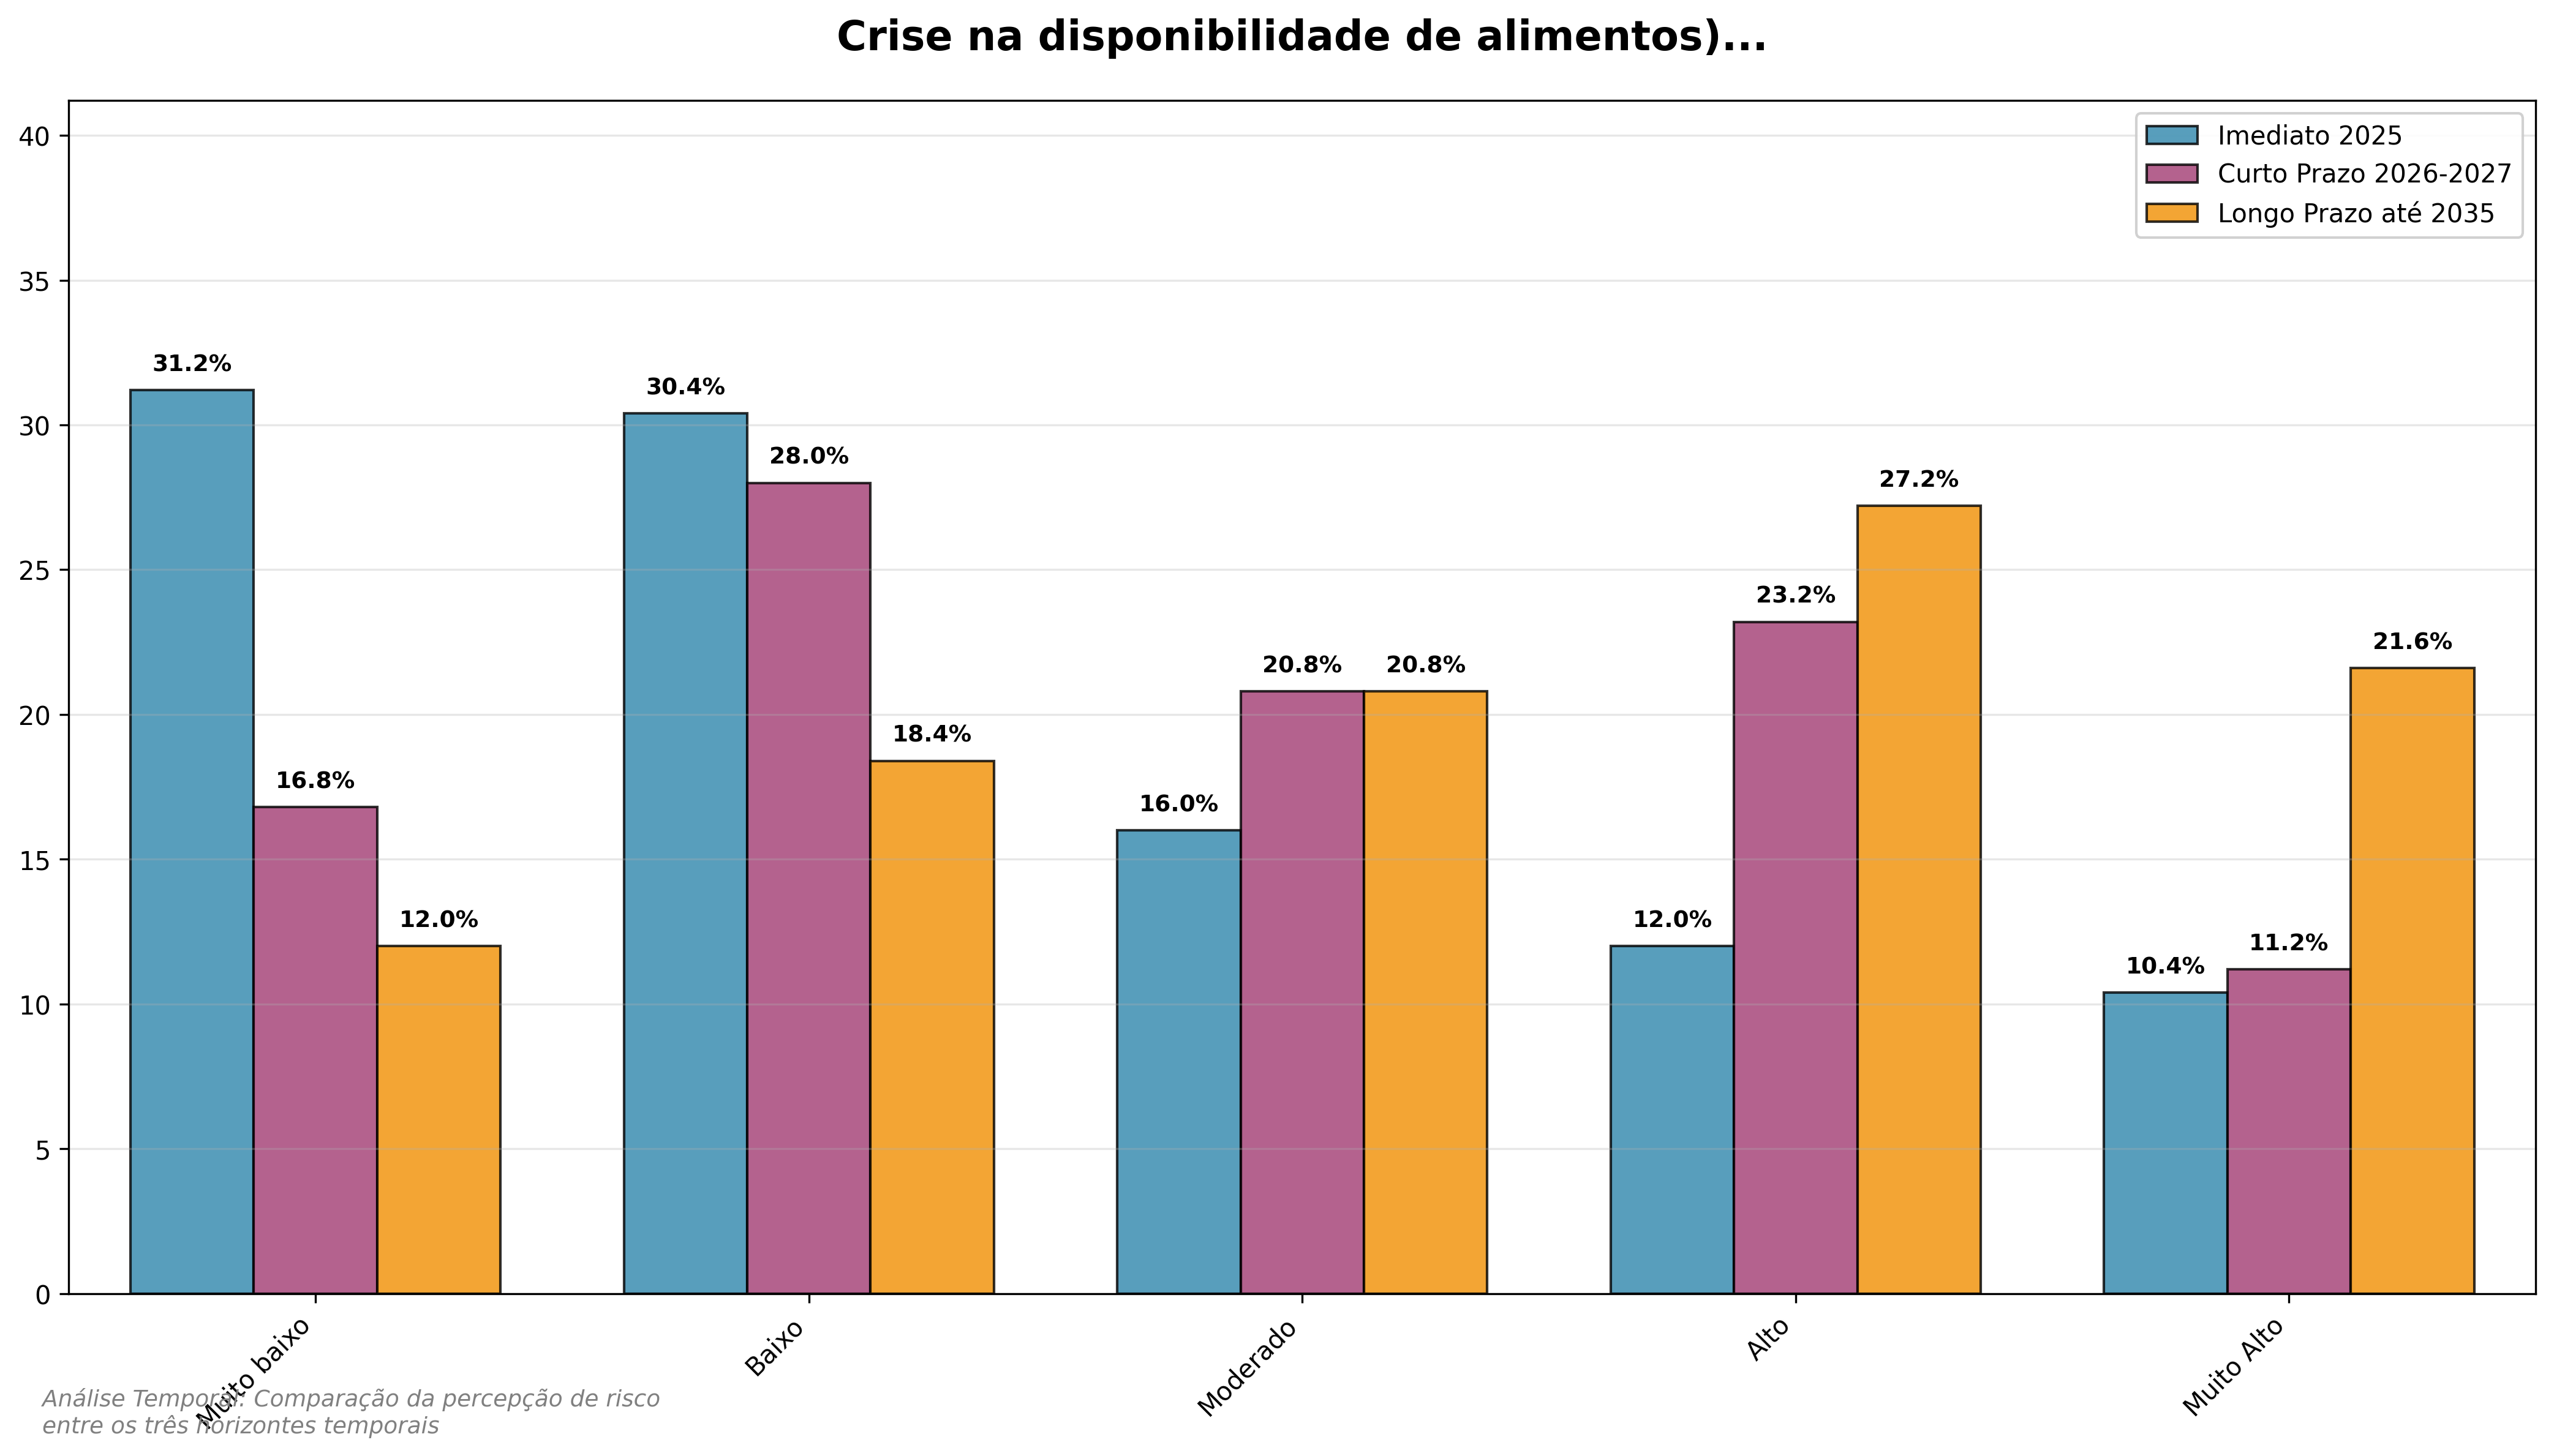 Crise na disponibilidade de alimentos)...
Imediato 2025
Curto Prazo 2026-2027
Longo Prazo até 2035
40
35
30
25
20
15
10
5
0
31.2%
16.8%
12.0%
30.4%
28.0%
18.4%
16.0%
20.8%
20.8%
12.0%
23.2%
27.2%
10.4%
11.2%
21.6%
Muito baixo
Baixo
Moderado
Alto
Muito Alto
Análise Temporal: Comparação da percepção de risco
entre os três horizontes temporais